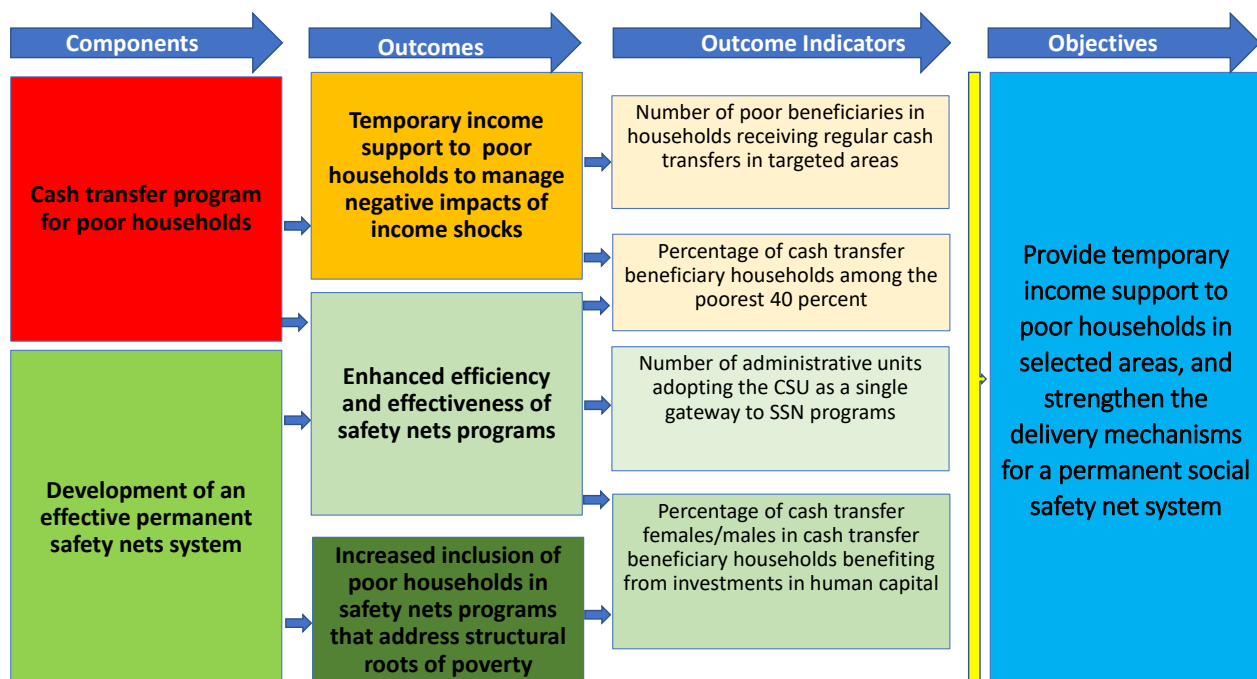 Components
Outcomes
Outcome Indicators
Objectives
Cash transfer program
for poor households
Development of an
effective permanent
safety nets system
Temporary income
support to poor
households to manage
negative impacts of
income shocks
Enhanced efficiency
and effectiveness of
safety nets programs
Increased inclusion of
poor households in
safety nets programs
that address structural
roots of poverty
Number of poor beneficiaries in
households receiving regular cash
transfers in targeted areas
Percentage of cash transfer
beneficiary households among the
poorest 40 percent
Number of administrative units
adopting the CSU as a single
gateway to SSN programs
Percentage of cash transfer
females/males in cash transfer
beneficiary households benefiting
from investments in human capital
Provide temporary
income support to
poor households in
selected areas, and
strengthen the
delivery mechanisms
for a permanent social
safety net system